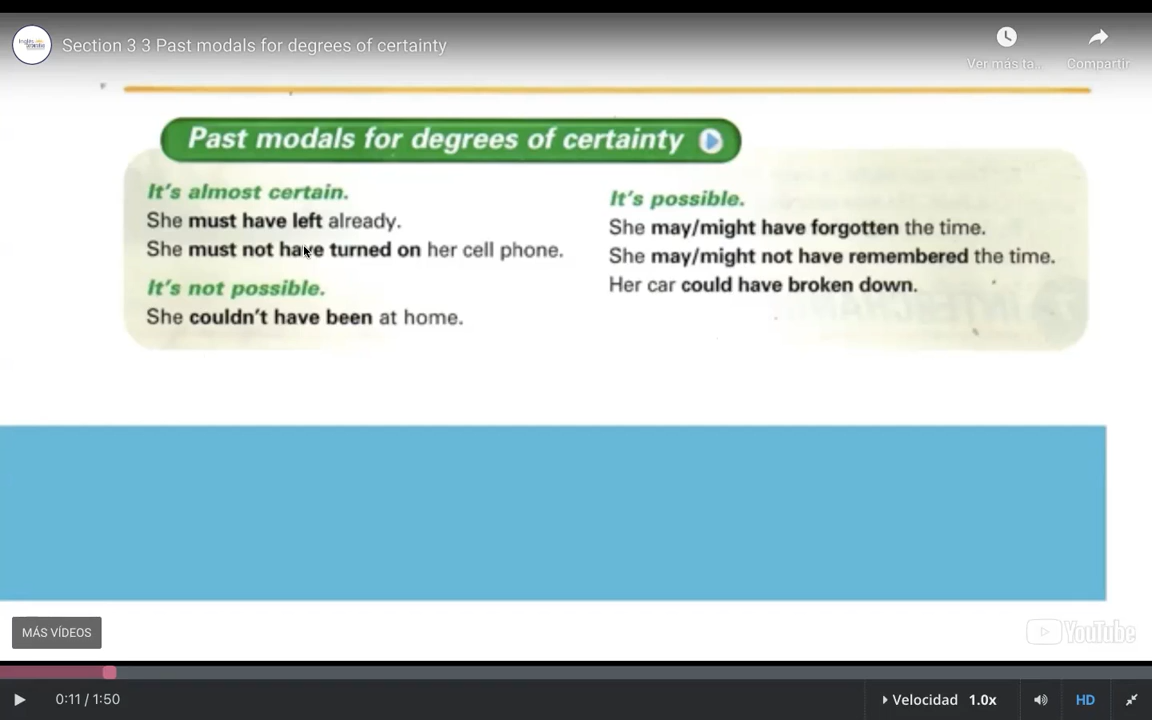 Section 3 3 Past modals for degrees of certainty
Ver más ta...
Compartir
Past modals for degrees of certainty
It's almost certain.
She must have left already.
She must not have turned on her cell phone.
It's not possible.
She couldn't have been at home.
It's possible.
She may/might have forgotten the time.
She may/might not have remembered the time.
Her car could have broken down.
MÁS VÍDEOS
YouTube
0:11 / 1:50
Velocidad 1.0x
HD